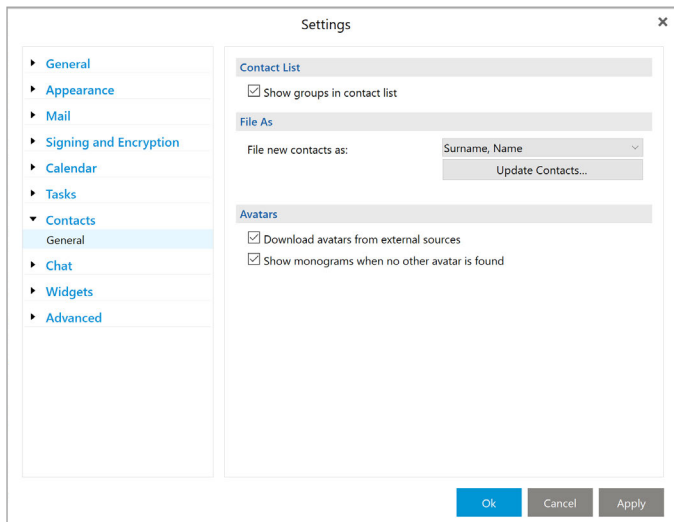 Settings
General
Appearance
Mail
Signing and Encryption
Calendar
Tasks
Contacts
General
Chat
Widgets
Advanced
Contact List
Show groups in contact list
File As
File new contacts as:
Surname, Name
Update Contacts...
Avatars
Download avatars from external sources
Show monograms when no other avatar is found
Ok
Cancel
Apply